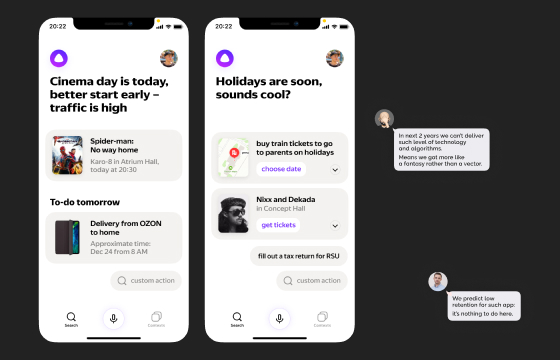 20:22
Cinema day is today,
better start early –
traffic is high
Spider-man:
No way home
Karo-8 in Atrium Hall,
today at 20:30
To-do tomorrow
Delivery from OZON
to home
Approximate time:
Dec 24 from 8 AM
custom action
Search
Contacts
20:22
Holidays are soon,
sounds cool?
buy train tickets to go
to parents on holidays
choose date
Nixx and Dekada
in Concept Hall
get tickets
fill out a tax return for RSU
custom action
Search
Contacts
In next 2 years we can't deliver
such level of technology
and algorithms.
Means we got more like
a fantasy rather than a vector.
We predict low
retention for such app:
it's nothing to do here.